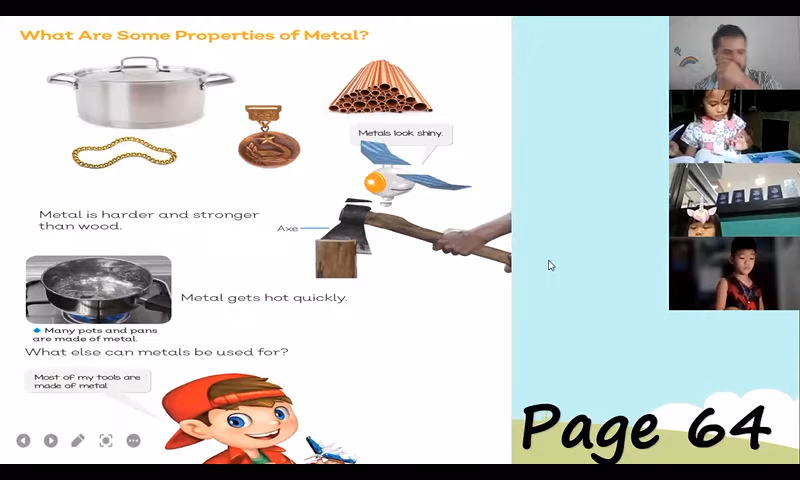 What Are Some Properties of Metal?
Metals look shiny.
Metal is harder and stronger
than wood.
Axe
Metal gets hot quickly.
Many pots and pans
are made of metal.
What else can metals be used for?
Most of my tools are
made of metal
Page 64